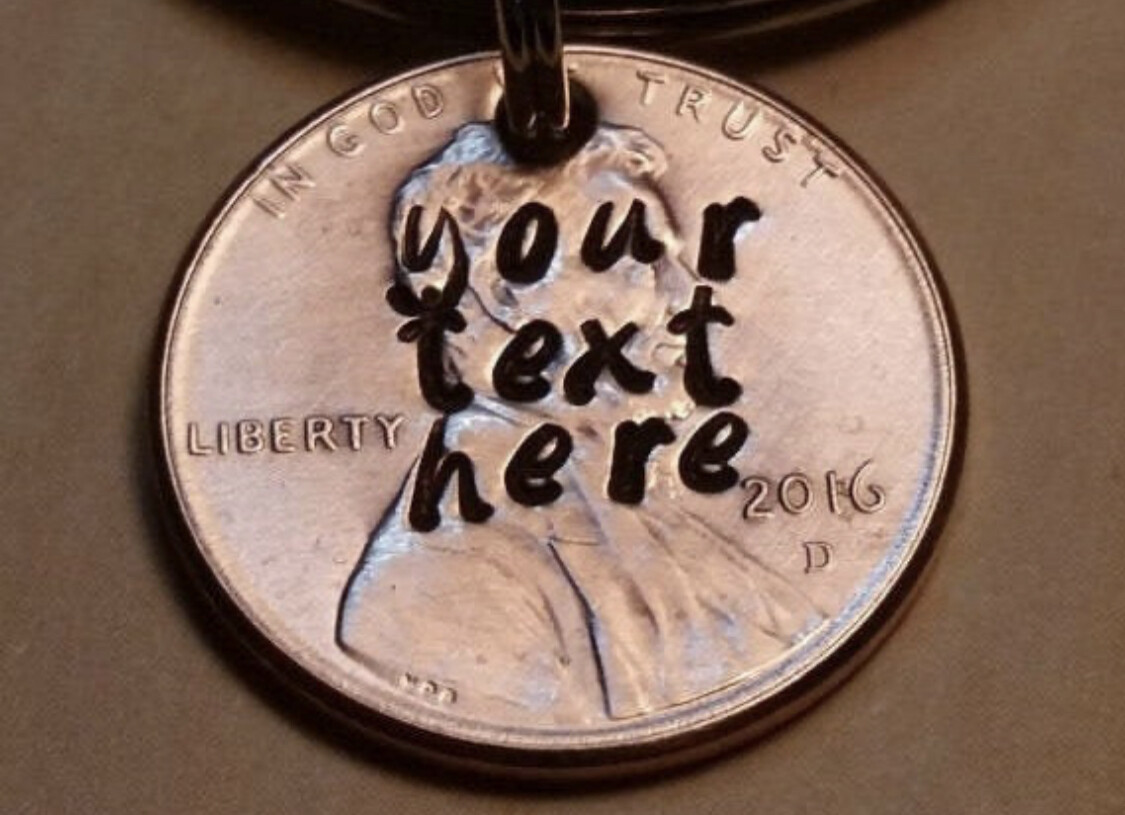 IN GOD TRUST
your
text
here
LIBERTY
2016
D